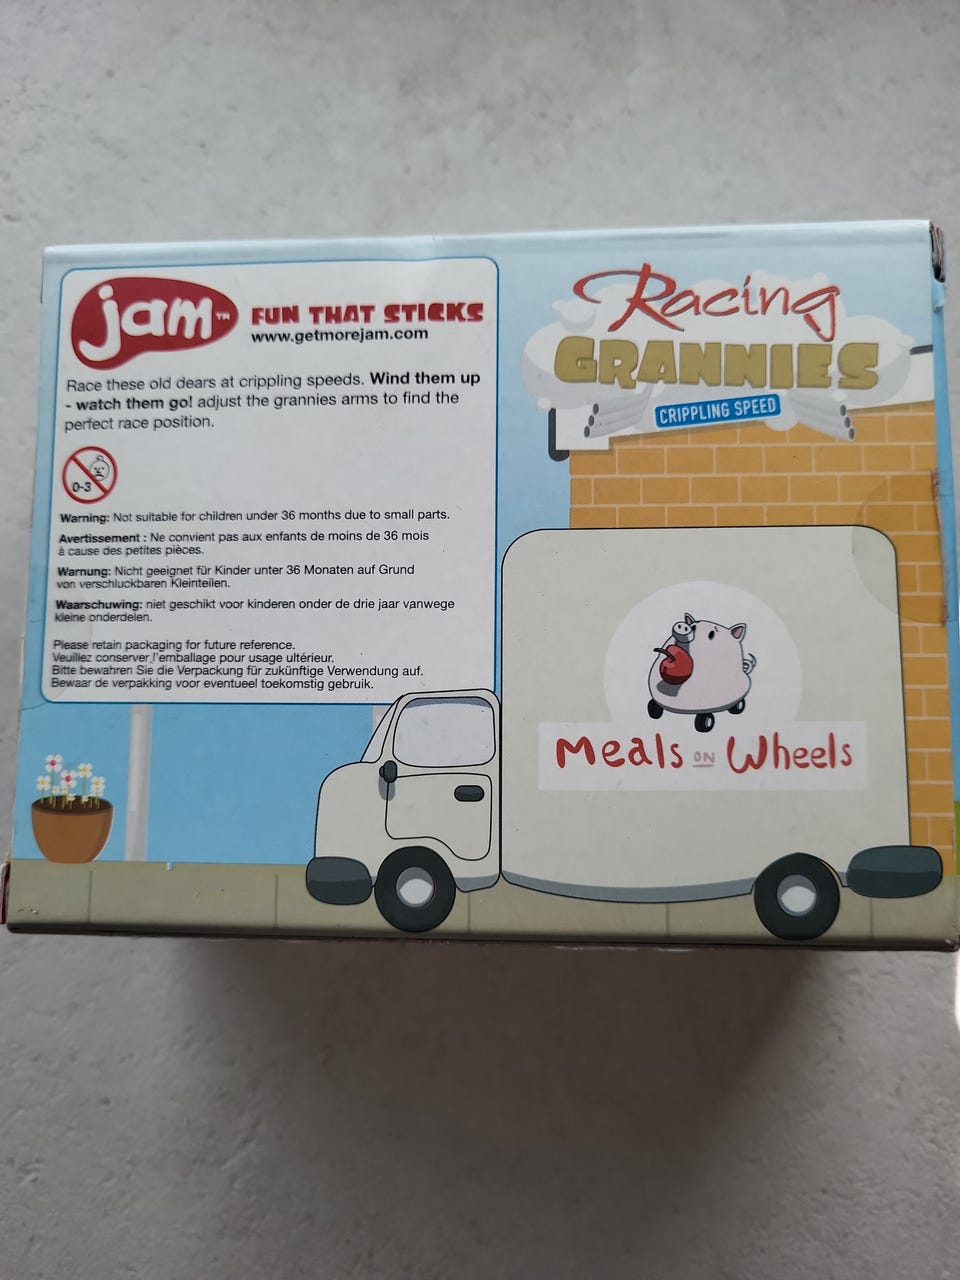 jam™
FUN THAT STICKS
www.getmorejam.com
Race these old dears at crippling speeds. Wind them up
- watch them go! adjust the grannies arms to find the
perfect race position.
0-3
Warning: Not suitable for children under 36 months due to small parts.
Avertissement : Ne convient pas aux enfants de moins de 36 mois
à cause des petites pièces.
Warnung: Nicht geeignet für Kinder unter 36 Monaten auf Grund
von verschluckbaren Kleinteilen.
Waarschuwing: niet geschikt voor kinderen onder de drie jaar vanwege
kleine onderdelen.
Please retain packaging for future reference.
Veuillez conserver l'emballage pour usage ultérieur.
Bitte bewahren Sie die Verpackung für zukünftige Verwendung auf.
Bewaar de verpakking voor eventueel toekomstig gebruik.
Racing
GRANNIES
CRIPPLING SPEED
Meals ON Wheels